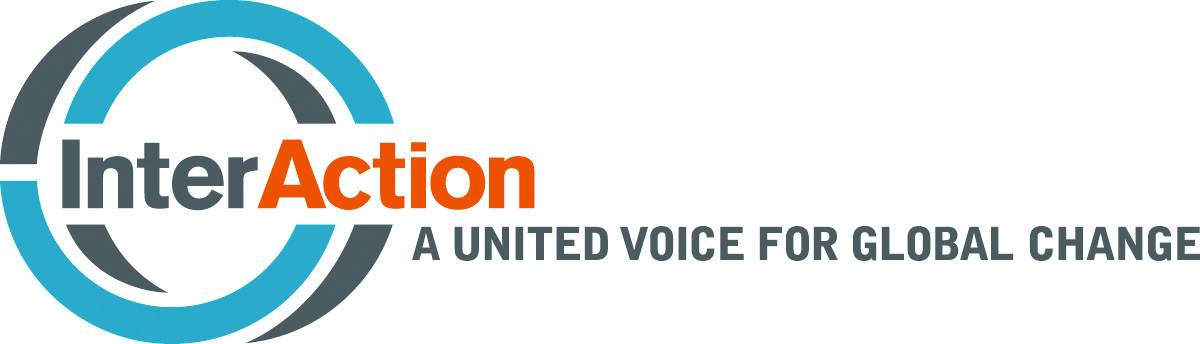 InterAction
A UNITED VOICE FOR GLOBAL CHANGE